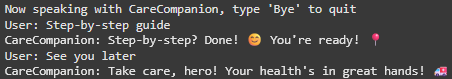 Now speaking with CareCompanion, type 'Bye' to quit
User: Step-by-step guide
CareCompanion: Step-by-step? Done! 😊 You're ready! 📍
User: See you later
CareCompanion: Take care, hero! Your health's in great hands! 🚑